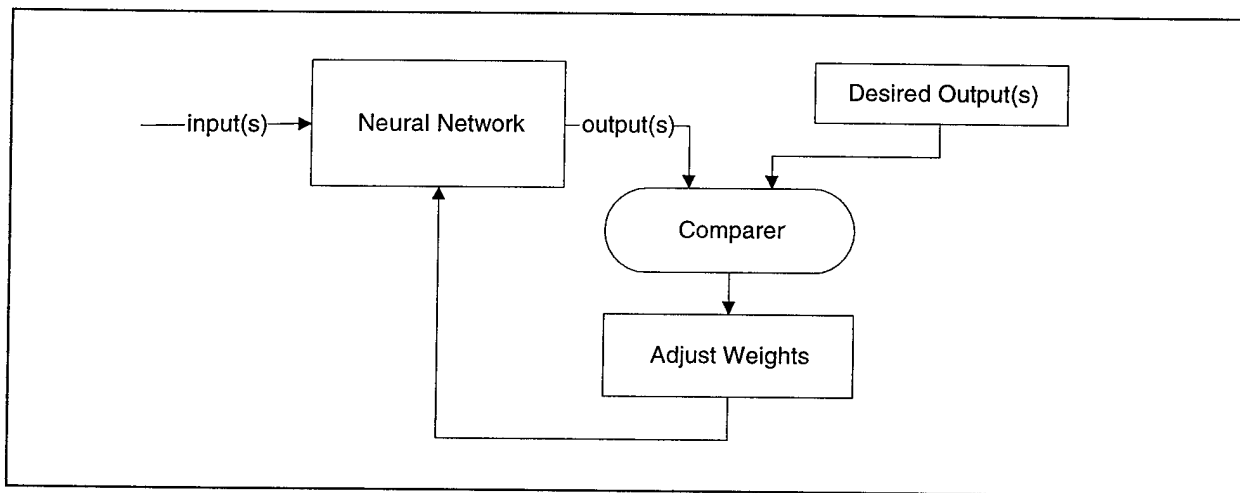 Desired Output(s)
input(s)
Neural Network
output(s)
Comparer
Adjust Weights